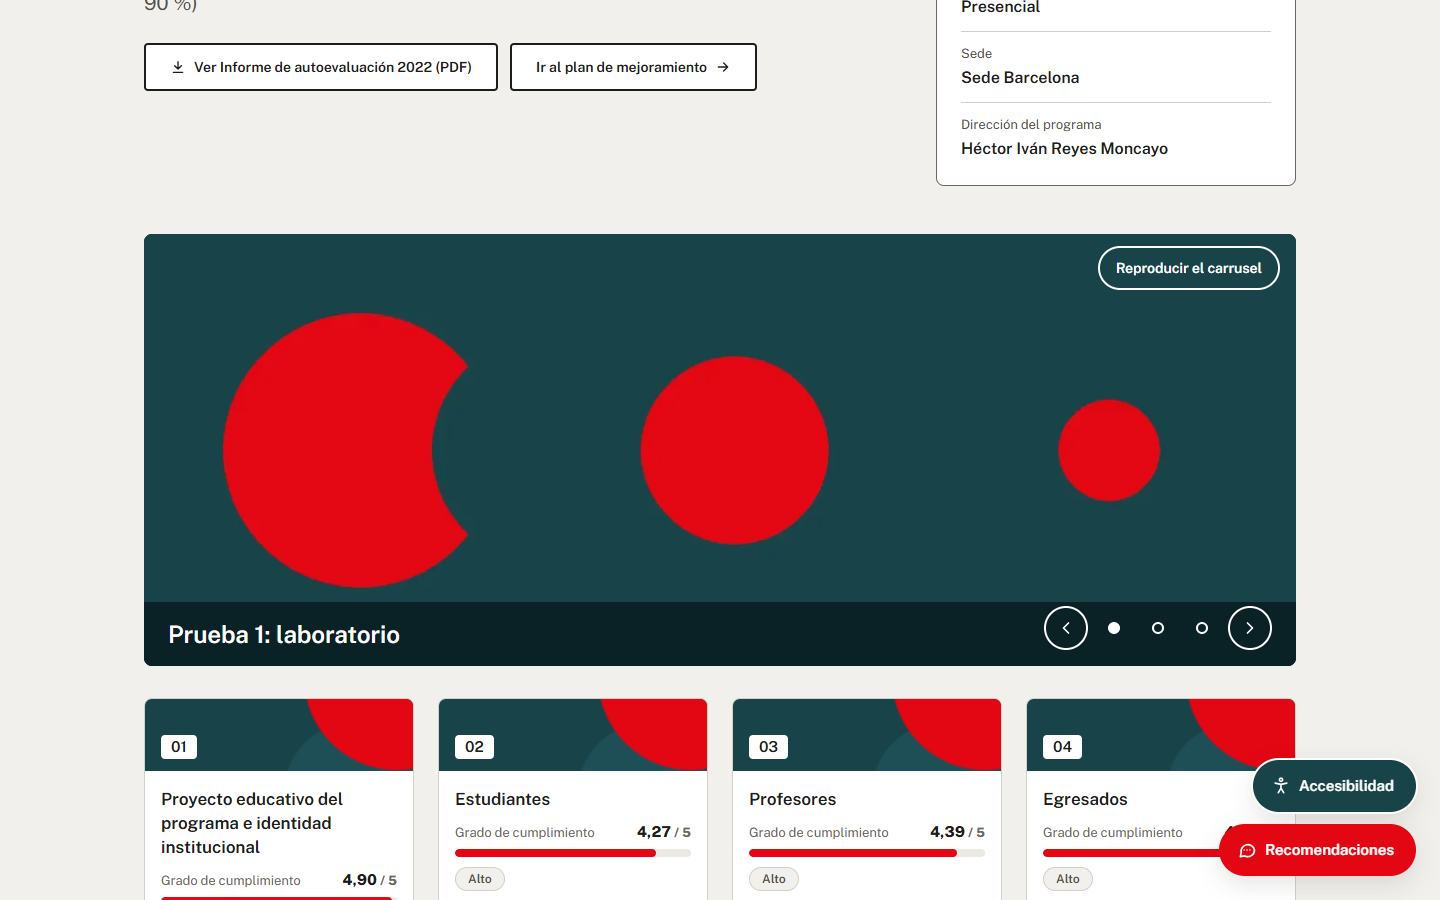 90 %)
Ver Informe de autoevaluación 2022 (PDF)
Ir al plan de mejoramiento
Presencial
Sede
Sede Barcelona
Dirección del programa
Héctor Iván Reyes Moncayo
Reproducir el carrusel
Prueba 1: laboratorio
01
Proyecto educativo del
programa e identidad
institucional
Grado de cumplimiento 4,90 / 5
02
Estudiantes
Grado de cumplimiento 4,27 / 5
Alto
03
Profesores
Grado de cumplimiento 4,39 / 5
Alto
04
Egresados
Grado de cumplimiento
Alto
Accesibilidad
Recomendaciones